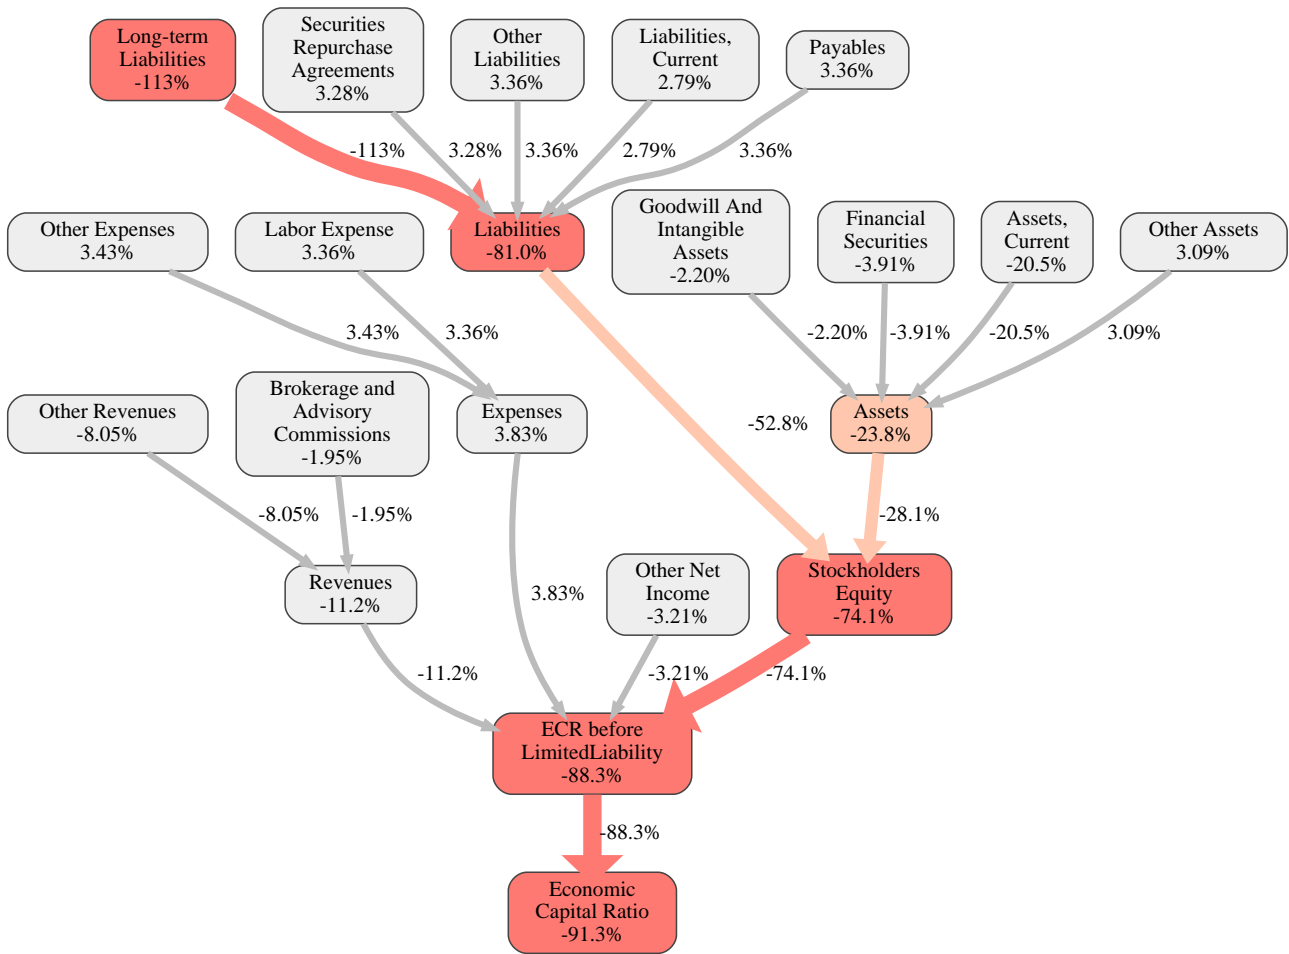 Long-term
Liabilities
-113%
Securities
Repurchase
Agreements
3.28%
Other
Liabilities
3.36%
Liabilities,
Current
2.79%
Payables
3.36%
-113%
3.28%
3.36%
2.79%
3.36%
Other Expenses
3.43%
Labor Expense
3.36%
Liabilities
-81.0%
Goodwill And
Intangible
Assets
-2.20%
Financial
Securities
-3.91%
Assets,
Current
-20.5%
Other Assets
3.09%
3.43%
3.36%
-2.20%
-3.91%
-20.5%
3.09%
Other Revenues
-8.05%
Brokerage and
Advisory
Commissions
-1.95%
Expenses
3.83%
-52.8%
Assets
-23.8%
-8.05%
-1.95%
-28.1%
Revenues
-11.2%
3.83%
Other Net
Income
-3.21%
Stockholders
Equity
-74.1%
-11.2%
-3.21%
-74.1%
ECR before
LimitedLiability
-88.3%
-88.3%
Economic
Capital Ratio
-91.3%